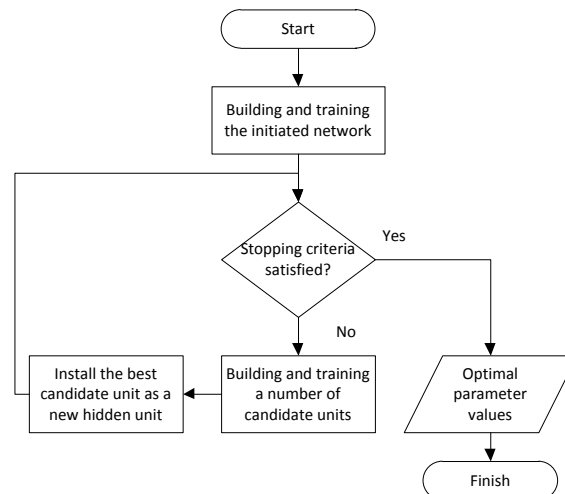 Start
Building and training
the initiated network
Stopping criteria
satisfied?
Yes
No
Install the best
candidate unit as a
new hidden unit
Building and training
a number of
candidate units
Optimal
parameter
values
Finish